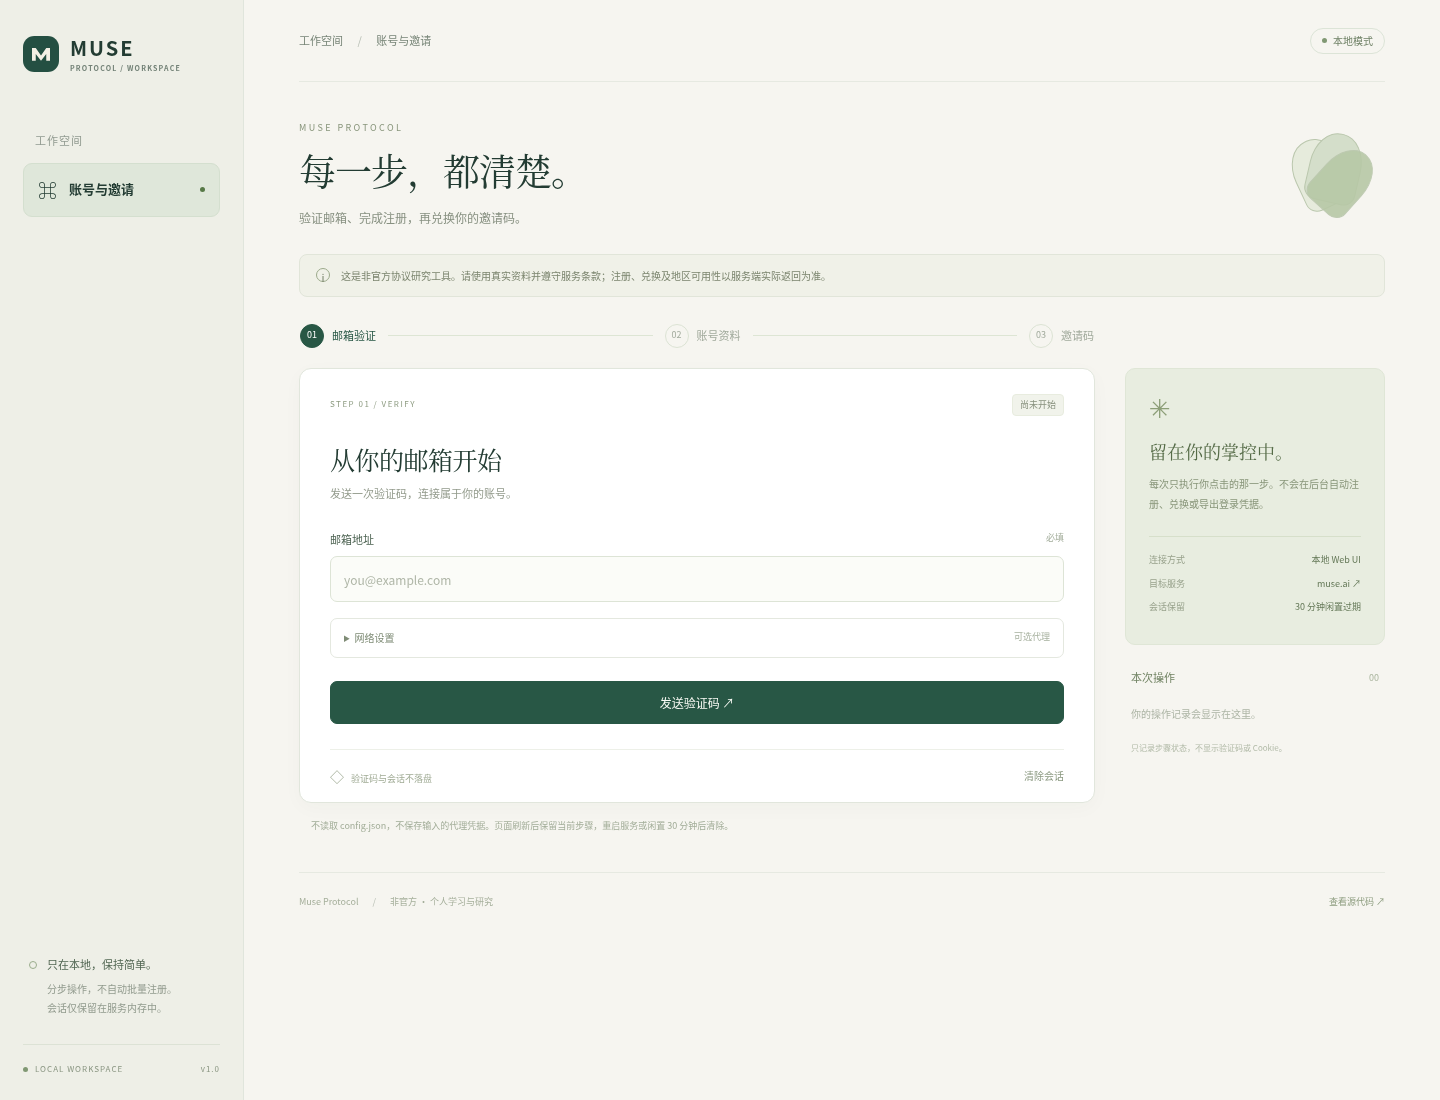 MUSE
PROTOCOL / WORKSPACE
工作空间
账号与邀请
只在本地，保持简单。
分步操作，不自动批量注册。
会话仅保留在服务内存中。
LOCAL WORKSPACE
v1.0
工作空间 / 账号与邀请
本地模式
MUSE PROTOCOL
每一步，都清楚。
验证邮箱、完成注册，再兑换你的邀请码。
这是非官方协议研究工具。请使用真实资料并遵守服务条款；注册、兑换及地区可用性以服务端实际返回为准。
01 邮箱验证
02 账号资料
03 邀请码
STEP 01 / VERIFY
尚未开始
从你的邮箱开始
发送一次验证码，连接属于你的账号。
邮箱地址
必填
you@example.com
网络设置
可选代理
发送验证码 ↗
验证码与会话不落盘
清除会话
不读取 config.json，不保存输入的代理凭据。页面刷新后保留当前步骤，重启服务或闲置 30 分钟后清除。
留在你的掌控中。
每次只执行你点击的那一步。不会在后台自动注
册、兑换或导出登录凭据。
连接方式
本地 Web UI
目标服务
muse.ai ↗
会话保留
30 分钟闲置过期
本次操作
00
你的操作记录会显示在这里。
只记录步骤状态，不显示验证码或 Cookie。
Muse Protocol / 非官方 · 个人学习与研究
查看源代码 ↗